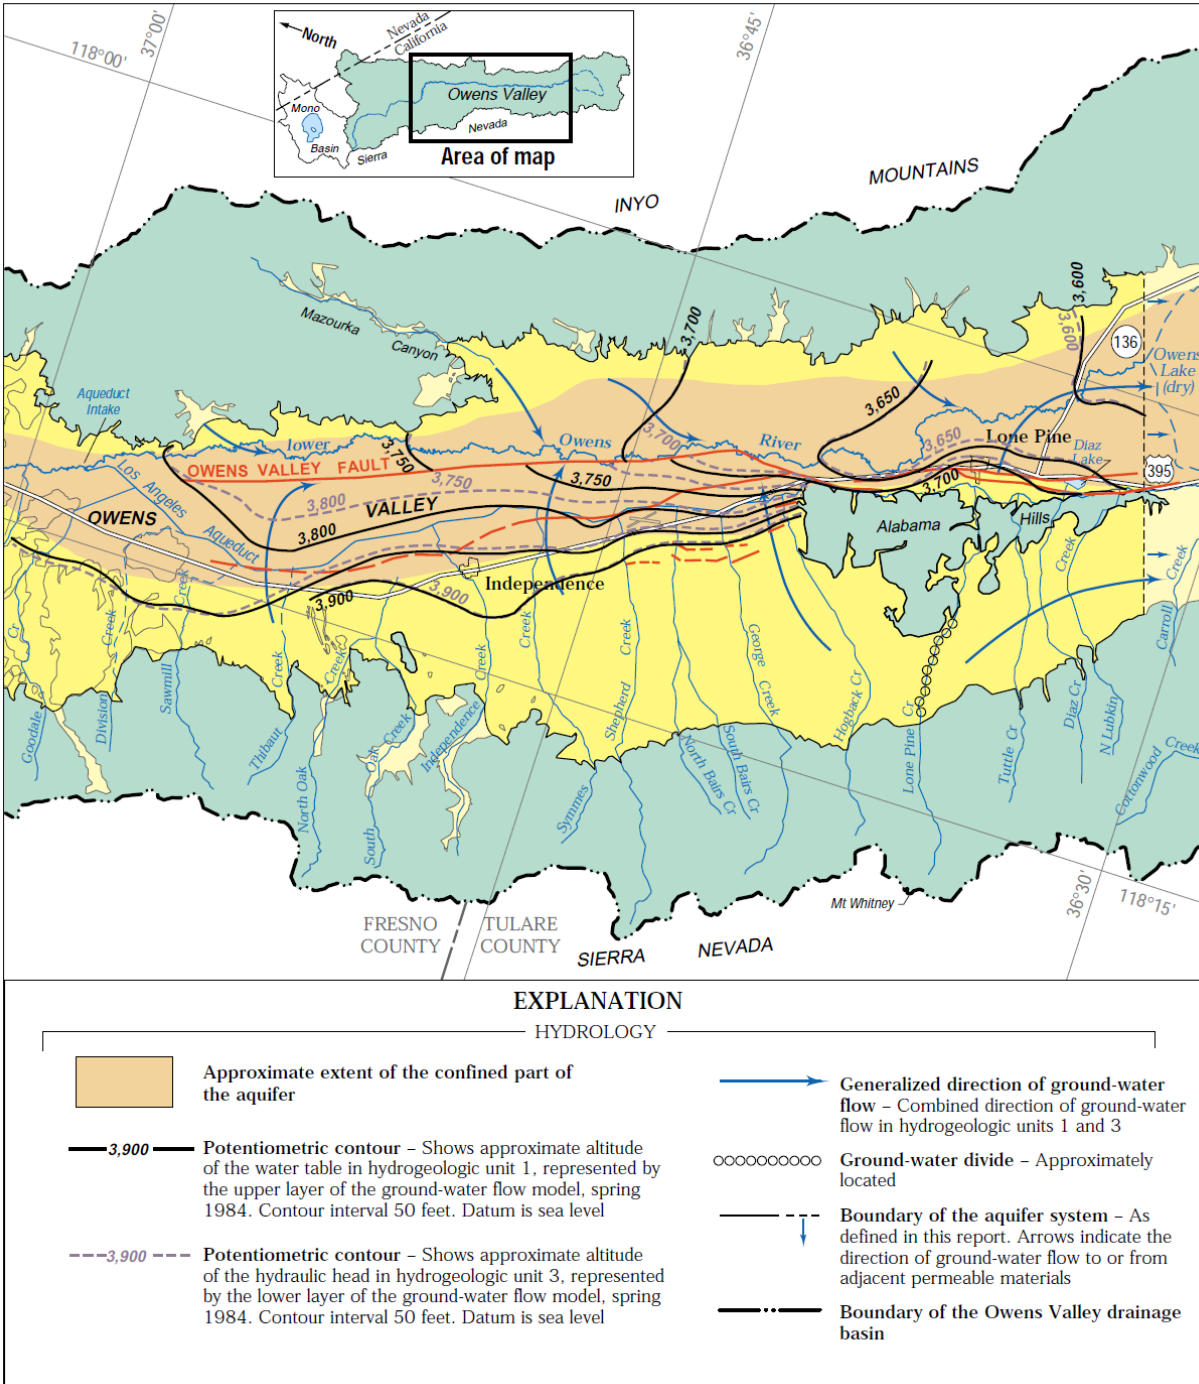 37°00'
118°00'
North
Nevada
California
Mono
Basin
Owens Valley
Nevada
Sierra
Area of map
36°45'
INYO
MOUNTAINS
Mazourka
Canyon
3,700
3,600
3,600
136
Owens
Lake
(dry)
Aqueduct
Intake
lower
Owens
River
3,650
3,700
3,650
Lone Pine
Diaz
Lake
395
Los Angeles
Aqueduct
OWENS VALLEY FAULT
3,750
3,750
3,750
3,800
3,800
OWENS
VALLEY
3,700
Alabama
Hills
Independence
3,900
3,900
Goodale
Cr
Division
Creek
Sawmill
Creek
Thibaut
Creek
North Oak
Creek
South
Oak
Creek
Independence
Creek
Symmes
Creek
Shepherd
Creek
North Bairs Cr
South Bairs Cr
George
Creek
Hogback Cr
Lone Pine
Cr
Tuttle Cr
Creek
Diaz Cr
N Lubkin
Carroll
Creek
Cottonwood
Creek
Mt Whitney
36°30'
118°15'
FRESNO
COUNTY
TULARE
COUNTY
SIERRA
NEVADA
EXPLANATION
HYDROLOGY
Approximate extent of the confined part of
the aquifer
3,900
Potentiometric contour – Shows approximate altitude
of the water table in hydrogeologic unit 1, represented by
the upper layer of the ground-water flow model, spring
1984. Contour interval 50 feet. Datum is sea level
3,900
Potentiometric contour – Shows approximate altitude
of the hydraulic head in hydrogeologic unit 3, represented
by the lower layer of the ground-water flow model, spring
1984. Contour interval 50 feet. Datum is sea level
Generalized direction of ground-water
flow – Combined direction of ground-water
flow in hydrogeologic units 1 and 3
Ground-water divide – Approximately
located
Boundary of the aquifer system – As
defined in this report. Arrows indicate the
direction of ground-water flow to or from
adjacent permeable materials
Boundary of the Owens Valley drainage
basin